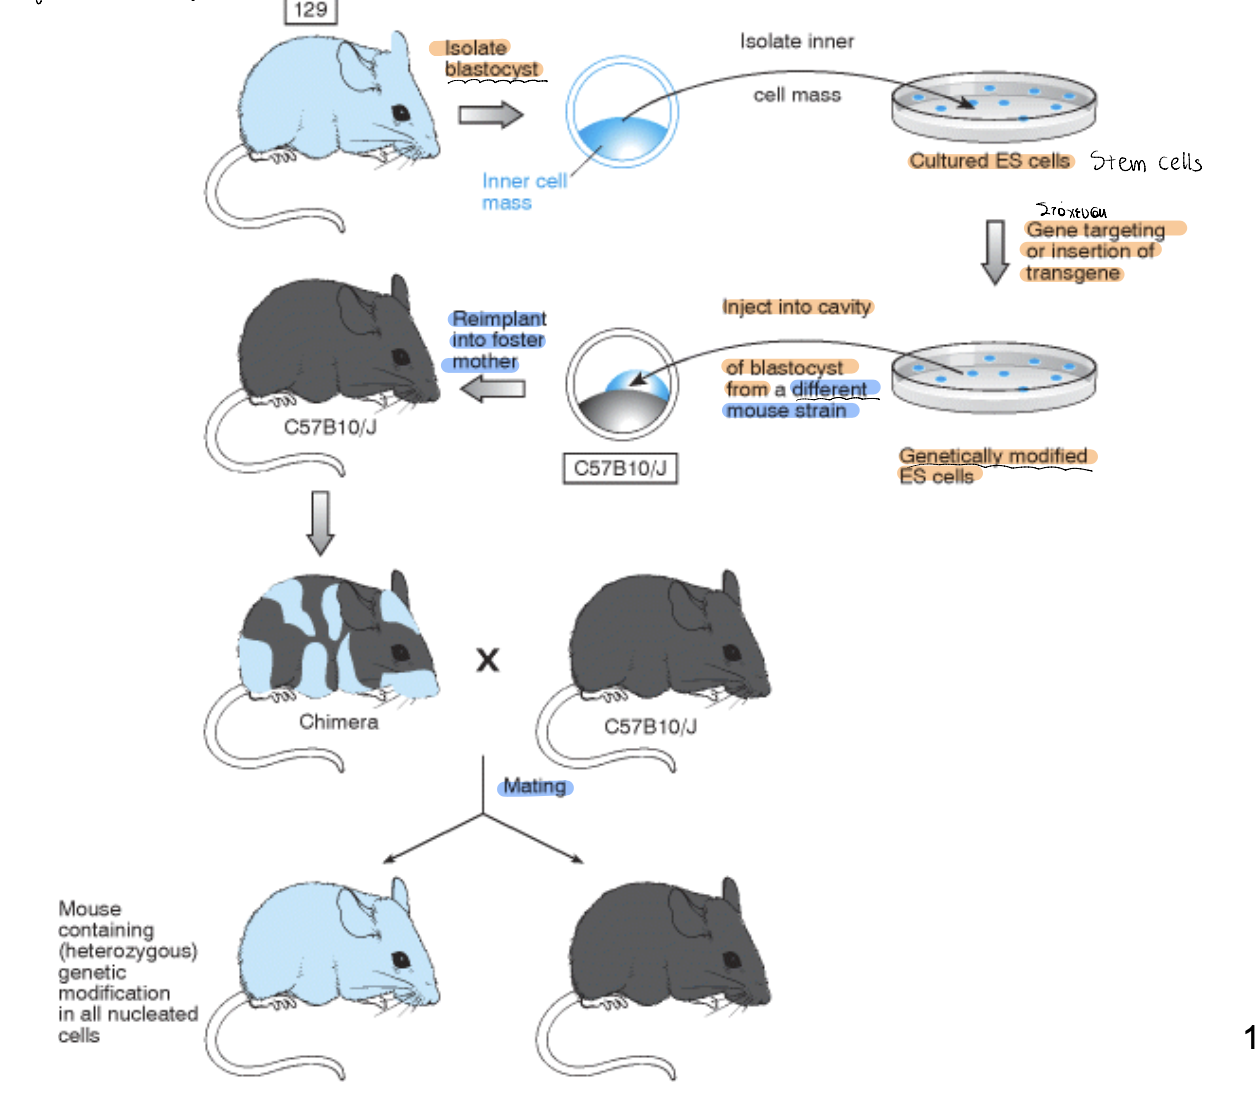 129
Isolate
blastocyst
Isolate inner
cell mass
Inner cell
mass
Cultured ES cells
Stem cells
Στόχευση
Gene targeting
or insertion of
transgene
Inject into cavity
of blastocyst
from a different
mouse strain
Reimplant
into foster
mother
C57B10/J
C57B10/J
Genetically modified
ES cells
Chimera
X
C57B10/J
Mating
Mouse
containing
(heterozygous)
genetic
modification
in all nucleated
cells
1